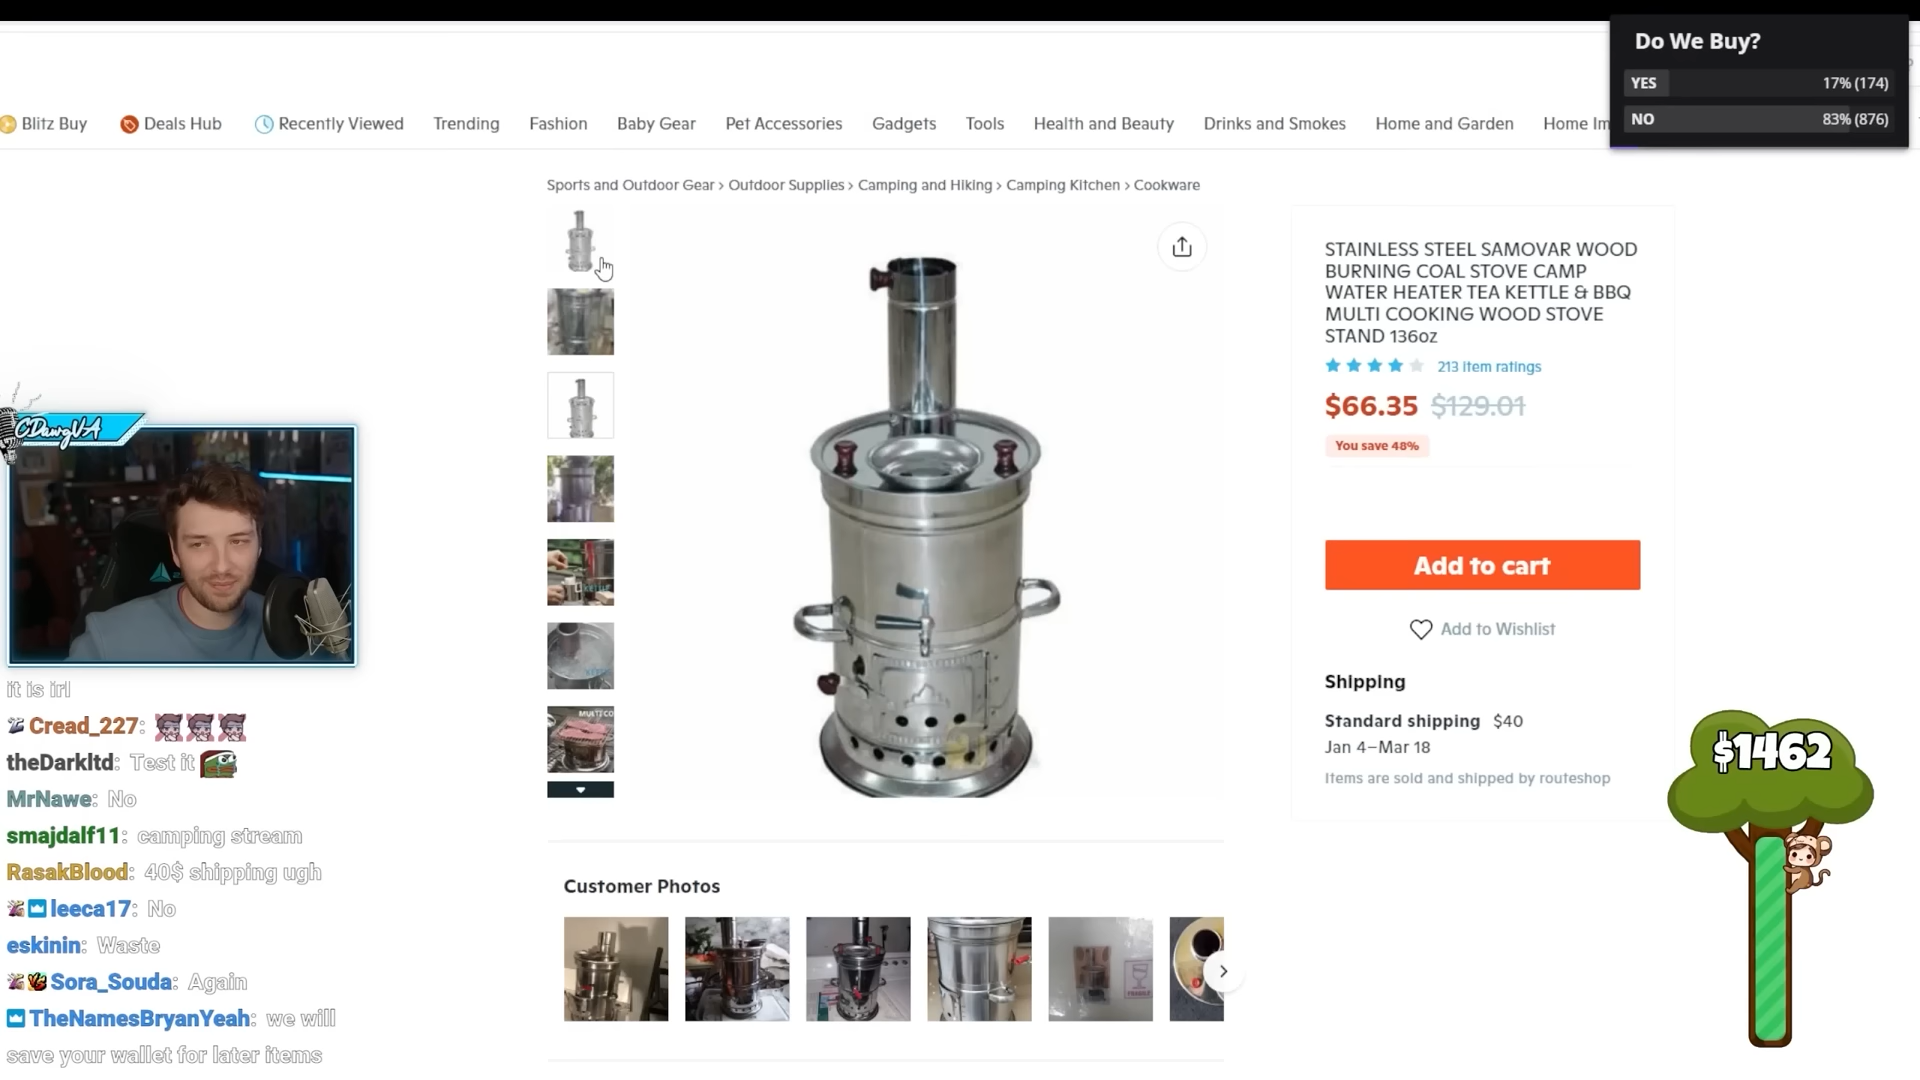 Do We Buy?
YES 17% (174)
NO 83% (876)
Blitz Buy Deals Hub Recently Viewed Trending Fashion Baby Gear Pet Accessories Gadgets Tools Health and Beauty Drinks and Smokes Home and Garden Home Im
Sports and Outdoor Gear › Outdoor Supplies › Camping and Hiking › Camping Kitchen › Cookware
STAINLESS STEEL SAMOVAR WOOD
BURNING COAL STOVE CAMP
WATER HEATER TEA KETTLE & BBQ
MULTI COOKING WOOD STOVE
STAND 136oz
213 item ratings
$66.35 $129.01
You save 48%
Add to cart
Add to Wishlist
Shipping
Standard shipping $40
Jan 4–Mar 18
Items are sold and shipped by routeshop
MULTICO
Customer Photos
CDawgVA
it is irl
Cread_227:
theDarkltd: Test it
MrNawe: No
smajdalf11: camping stream
RasakBlood: 40$ shipping ugh
leeca17: No
eskinin: Waste
Sora_Souda: Again
TheNamesBryanYeah: we will
save your wallet for later items
$1462